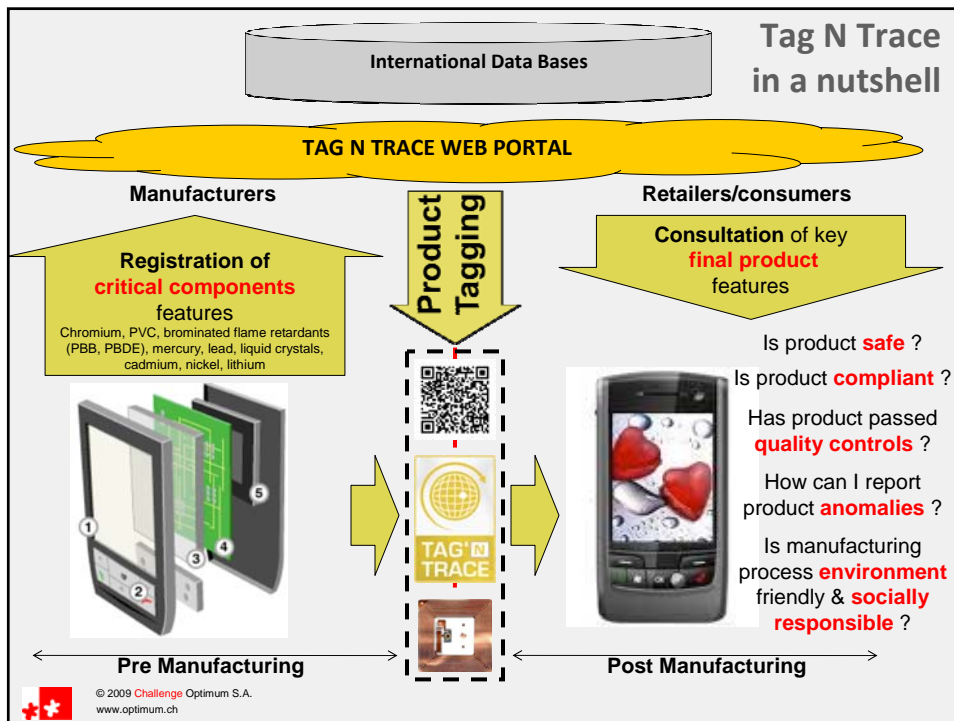 Tag N Trace
in a nutshell
International Data Bases
TAG N TRACE WEB PORTAL
Manufacturers
Retailers/consumers
Registration of
critical components
features
Chromium, PVC, brominated flame retardants
(PBB, PBDE), mercury, lead, liquid crystals,
cadmium, nickel, lithium
Product
Tagging
Consultation of key
final product
features
Is product safe ?
Is product compliant ?
Has product passed
quality controls ?
How can I report
product anomalies ?
Is manufacturing
process environment
friendly & socially
responsible ?
1
2
3
4
5
TAG' N
TRACE
OK
Pre Manufacturing
Post Manufacturing
© 2009 Challenge Optimum S.A.
www.optimum.ch